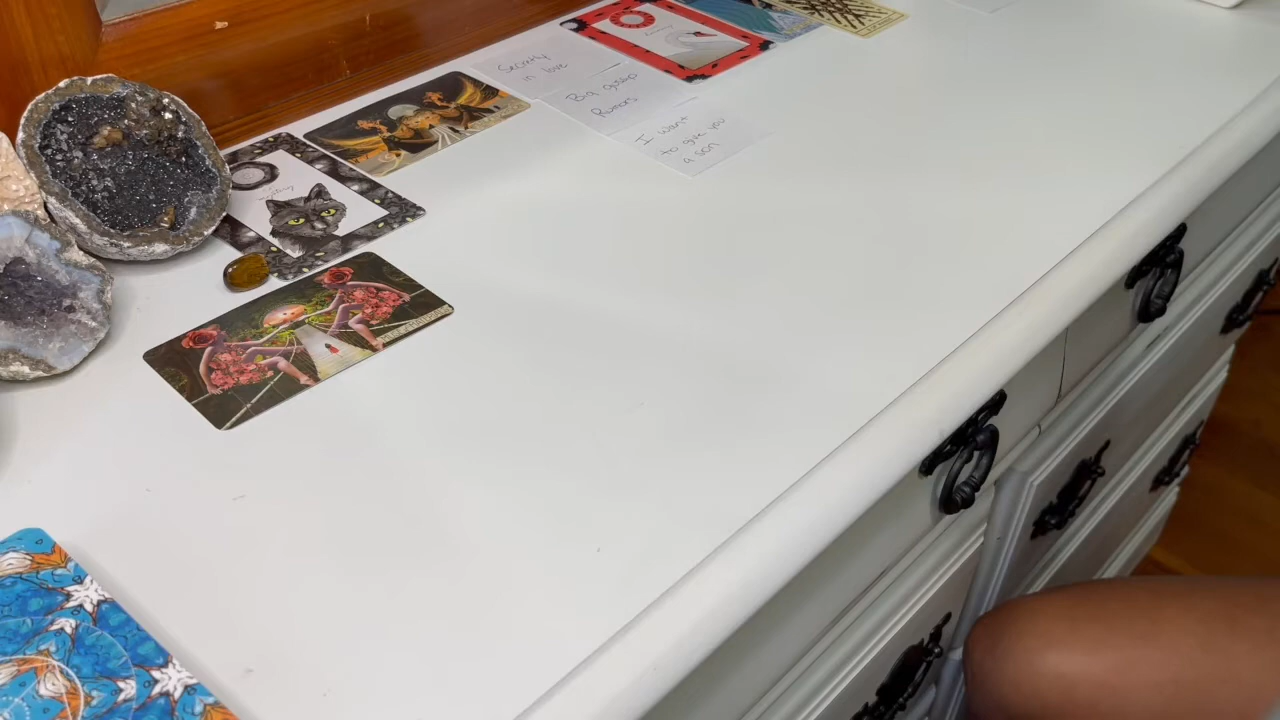 Secretly
in love
Big gossip
Rumors
I want
to give you
a son